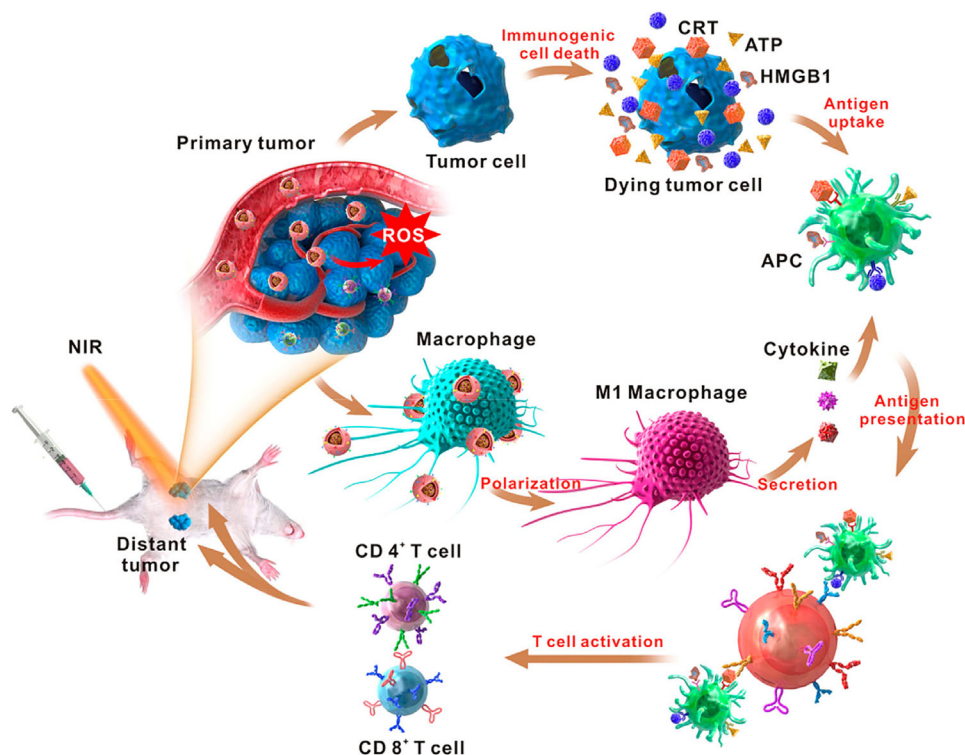 CRT
Immunogenic
cell death
ATP
HMGB1
Antigen
uptake
Primary tumor
Tumor cell
Dying tumor cell
ROS
APC
NIR
Macrophage
Cytokine
M1 Macrophage
Antigen
presentation
Polarization
Secretion
Distant
tumor
CD 4⁺ T cell
T cell activation
CD 8⁺ T cell